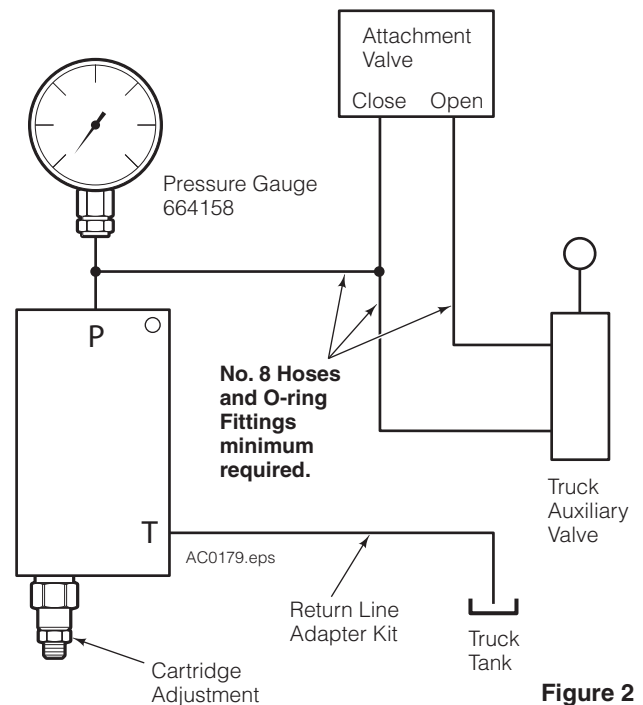 Attachment
Valve
Close Open
Pressure Gauge
664158
P
No. 8 Hoses
and O-ring
Fittings
minimum
required.
Truck
Auxiliary
Valve
T
AC0179.eps
Return Line
Adapter Kit
Truck
Tank
Cartridge
Adjustment
Figure 2